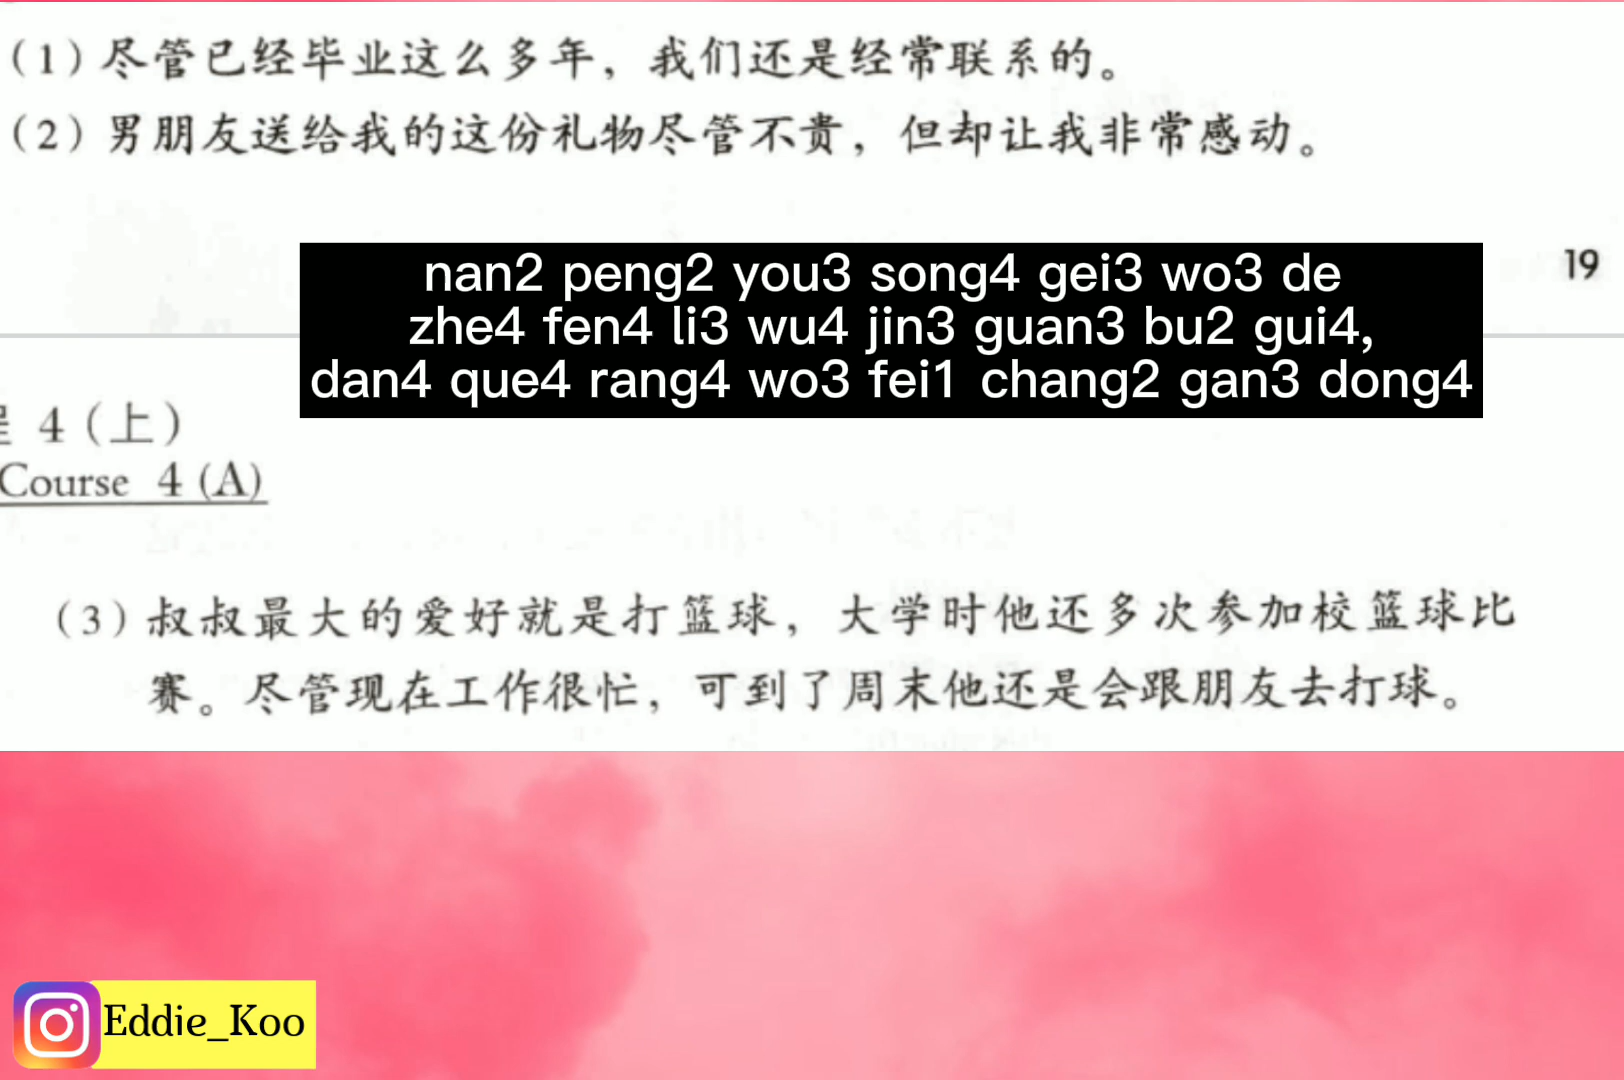 (1) 尽管已经毕业这么多年，我们还是经常联系的。
(2) 男朋友送给我的这份礼物尽管不贵，但却让我非常感动。
nan2 peng2 you3 song4 gei3 wo3 de
zhe4 fen4 li3 wu4 jin3 guan3 bu2 gui4,
dan4 que4 rang4 wo3 fei1 chang2 gan3 dong4
19
4（上）
Course 4 (A)
(3) 叔叔最大的爱好就是打篮球，大学时他还多次参加校篮球比
赛。尽管现在工作很忙，可到了周末他还是会跟朋友去打球。
Eddie_Koo